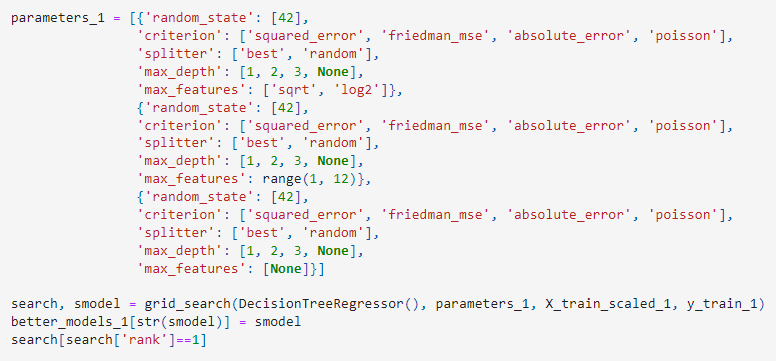 parameters_1 = [{'random_state': [42],
                 'criterion': ['squared_error', 'friedman_mse', 'absolute_error', 'poisson'],
                 'splitter': ['best', 'random'],
                 'max_depth': [1, 2, 3, None],
                 'max_features': ['sqrt', 'log2']},
                {'random_state': [42],
                 'criterion': ['squared_error', 'friedman_mse', 'absolute_error', 'poisson'],
                 'splitter': ['best', 'random'],
                 'max_depth': [1, 2, 3, None],
                 'max_features': range(1, 12)},
                {'random_state': [42],
                 'criterion': ['squared_error', 'friedman_mse', 'absolute_error', 'poisson'],
                 'splitter': ['best', 'random'],
                 'max_depth': [1, 2, 3, None],
                 'max_features': [None]}]

search, smodel = grid_search(DecisionTreeRegressor(), parameters_1, X_train_scaled_1, y_train_1)
better_models_1[str(smodel)] = smodel
search[search['rank']==1]